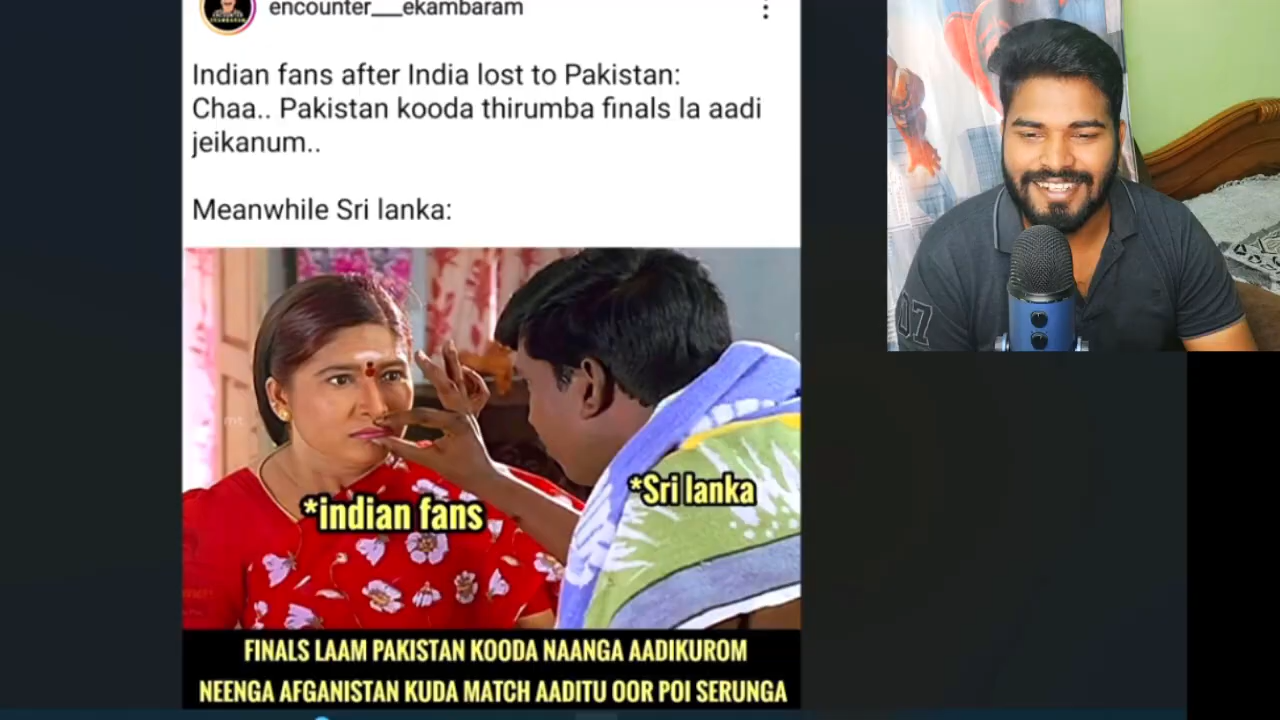 encounter___ekambaram
Indian fans after India lost to Pakistan:
Chaa.. Pakistan kooda thirumba finals la aadi
jeikanum..
Meanwhile Sri lanka:
*indian fans
*Sri lanka
FINALS LAAM PAKISTAN KOODA NAANGA AADIKUROM
NEENGA AFGANISTAN KUDA MATCH AADITU OOR POI SERUNGA
07